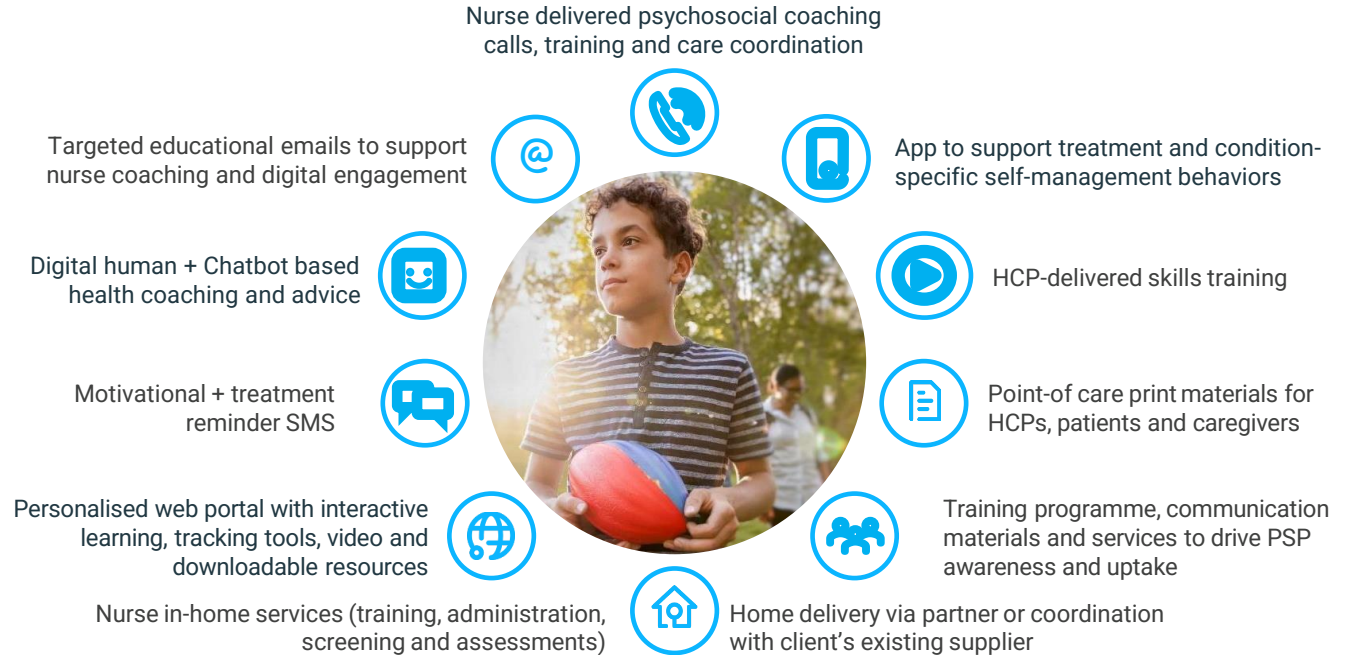 Nurse delivered psychosocial coaching
calls, training and care coordination
Targeted educational emails to support
nurse coaching and digital engagement
App to support treatment and condition-
specific self-management behaviors
Digital human + Chatbot based
health coaching and advice
HCP-delivered skills training
Motivational + treatment
reminder SMS
Point-of care print materials for
HCPs, patients and caregivers
Personalised web portal with interactive
learning, tracking tools, video and
downloadable resources
Training programme, communication
materials and services to drive PSP
awareness and uptake
Nurse in-home services (training, administration,
screening and assessments)
Home delivery via partner or coordination
with client's existing supplier